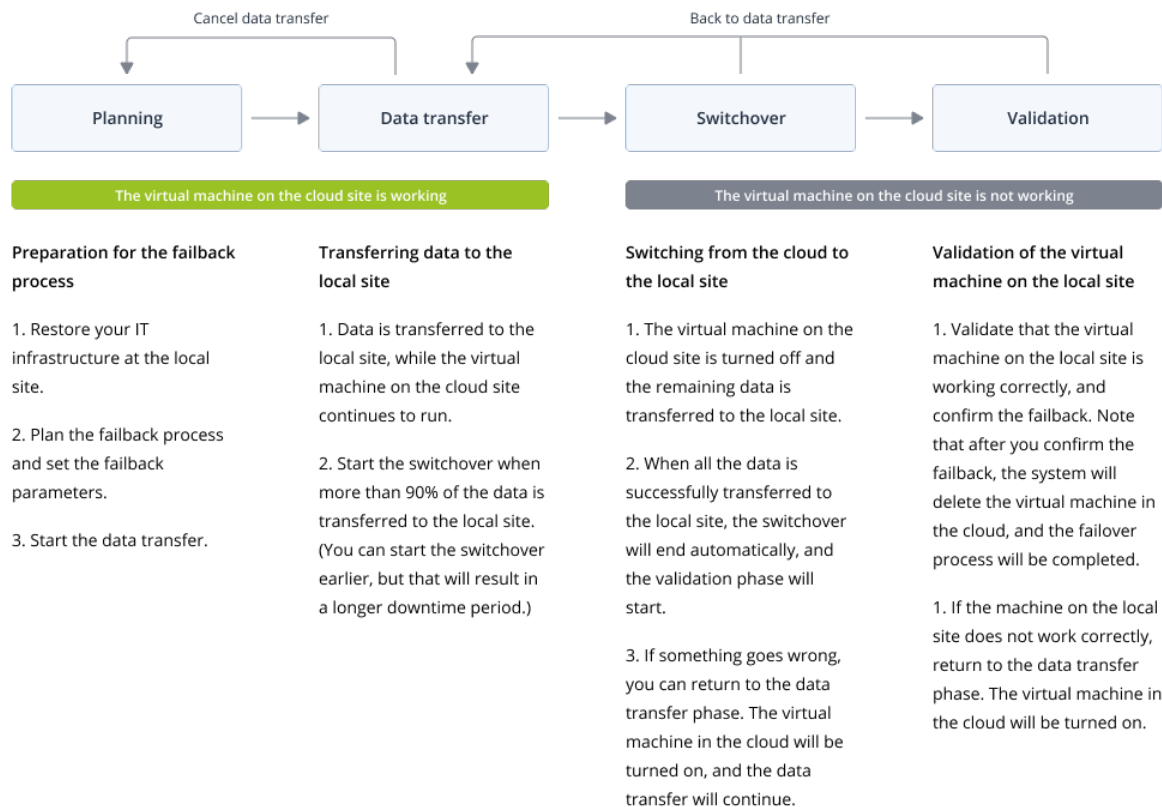 Cancel data transfer
Back to data transfer
Planning
Data transfer
Switchover
Validation
The virtual machine on the cloud site is working
The virtual machine on the cloud site is not working
Preparation for the failback
process
1. Restore your IT
infrastructure at the local
site.
2. Plan the failback process
and set the failback
parameters.
3. Start the data transfer.
Transferring data to the
local site
1. Data is transferred to the
local site, while the virtual
machine on the cloud site
continues to run.
2. Start the switchover when
more than 90% of the data is
transferred to the local site.
(You can start the switchover
earlier, but that will result in
a longer downtime period.)
Switching from the cloud to
the local site
1. The virtual machine on the
cloud site is turned off and
the remaining data is
transferred to the local site.
2. When all the data is
successfully transferred to
the local site, the switchover
will end automatically, and
the validation phase will
start.
3. If something goes wrong,
you can return to the data
transfer phase. The virtual
machine in the cloud will be
turned on, and the data
transfer will continue.
Validation of the virtual
machine on the local site
1. Validate that the virtual
machine on the local site is
working correctly, and
confirm the failback. Note
that after you confirm the
failback, the system will
delete the virtual machine in
the cloud, and the failover
process will be completed.
1. If the machine on the local
site does not work correctly,
return to the data transfer
phase. The virtual machine in
the cloud will be turned on.